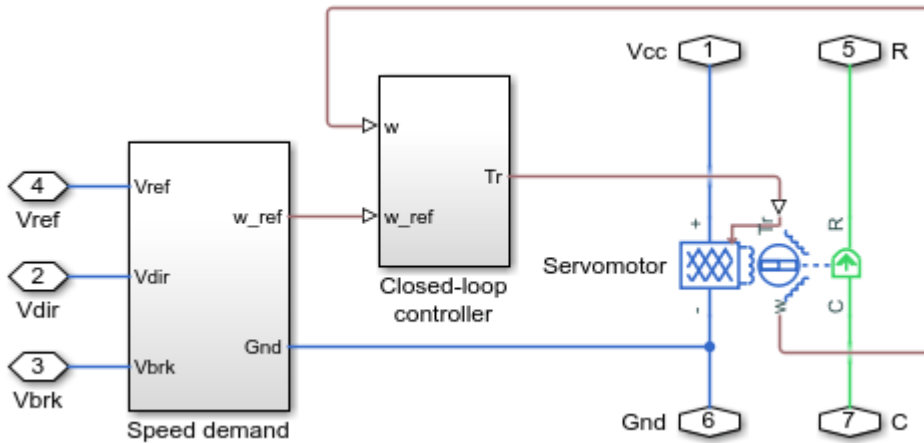 Vcc
1
5
R
w
Tr
w_ref
Closed-loop
controller
4
Vref
Vref
w_ref
2
Vdir
Vdir
3
Vbrk
Vbrk
Gnd
Speed demand
Servomotor
+
-
Tr
w
R
C
Gnd
6
7
C